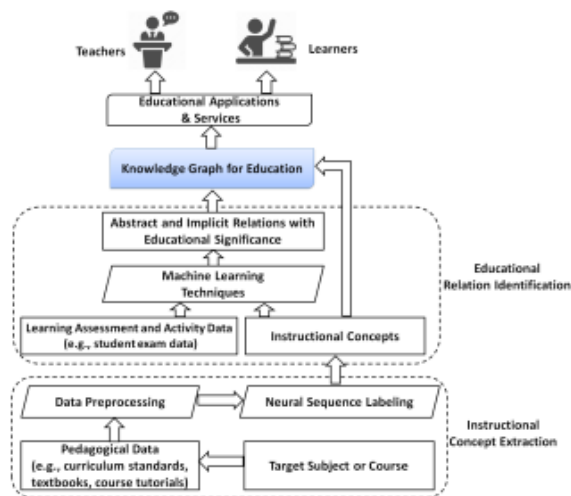 Teachers
Learners
Educational Applications
& Services
Knowledge Graph for Education
Abstract and Implicit Relations with
Educational Significance
Machine Learning
Techniques
Educational
Relation Identification
Learning Assessment and Activity Data
(e.g., student exam data)
Instructional Concepts
Data Preprocessing
Neural Sequence Labeling
Instructional
Concept Extraction
Pedagogical Data
(e.g., curriculum standards,
textbooks, course tutorials)
Target Subject or Course